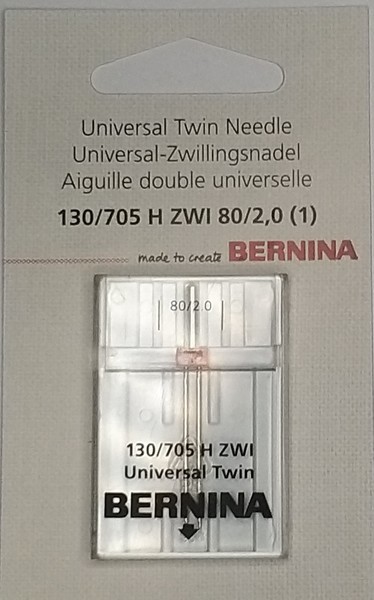 Universal Twin Needle
Universal-Zwillingsnadel
Aiguille double universelle
130/705 H ZWI 80/2,0 (1)
made to create BERNINA
80/2.0
130/705 H ZWI
Universal Twin
BERNINA